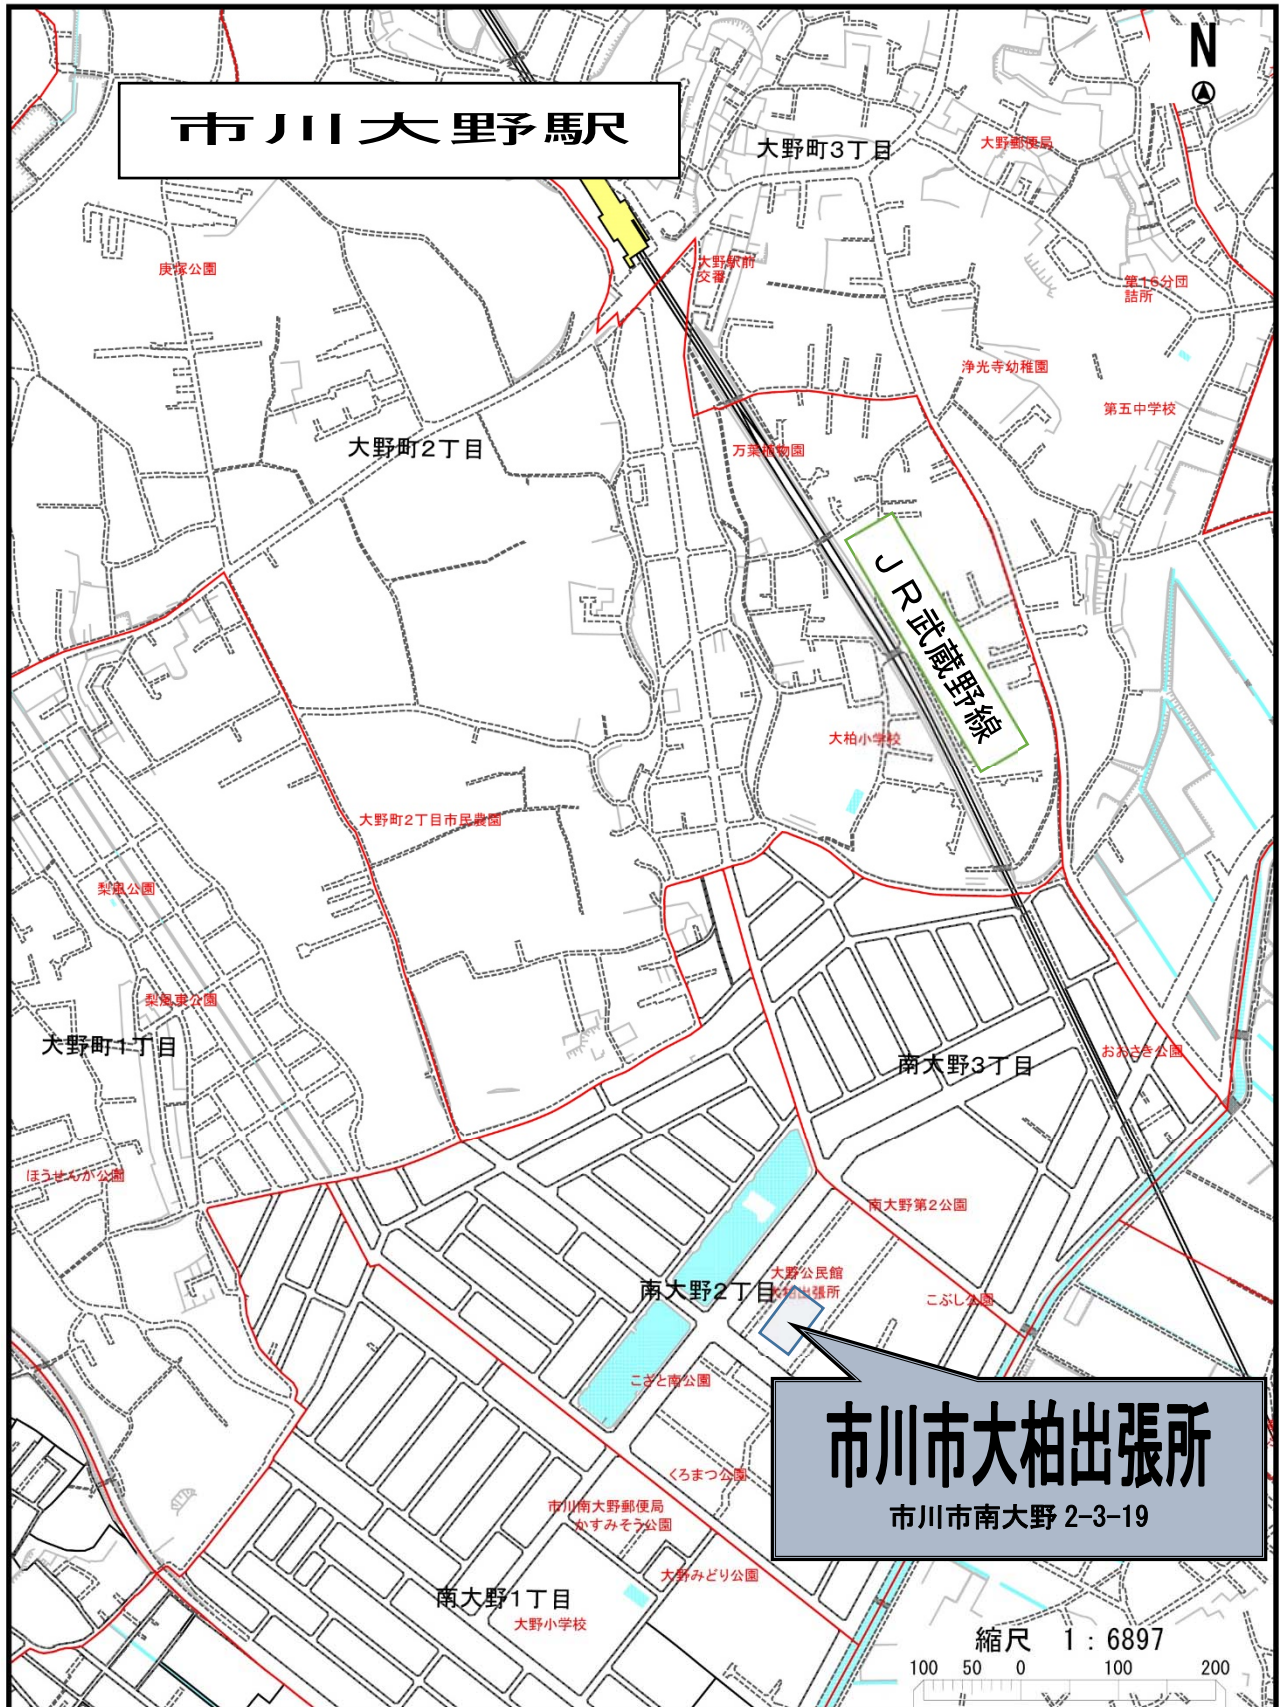 N
市川大野駅
大野町3丁目
大野郵便局
庚塚公園
大野駅前
交番
第16分団
詰所
浄光寺幼稚園
第五中学校
大野町2丁目
万葉植物園
JR武蔵野線
大柏小学校
大野町2丁目市民農園
梨風公園
梨風東公園
大野町1丁目
南大野3丁目
おおさき公園
ほうせんか公園
南大野第2公園
大野公民館
大柏出張所
南大野2丁目
こぶし公園
こざと南公園
市川市大柏出張所
市川市南大野 2-3-19
くろまつ公園
市川南大野郵便局
かすみそう公園
大野みどり公園
南大野1丁目
大野小学校
縮尺 1 : 6897
100 50 0 100 200